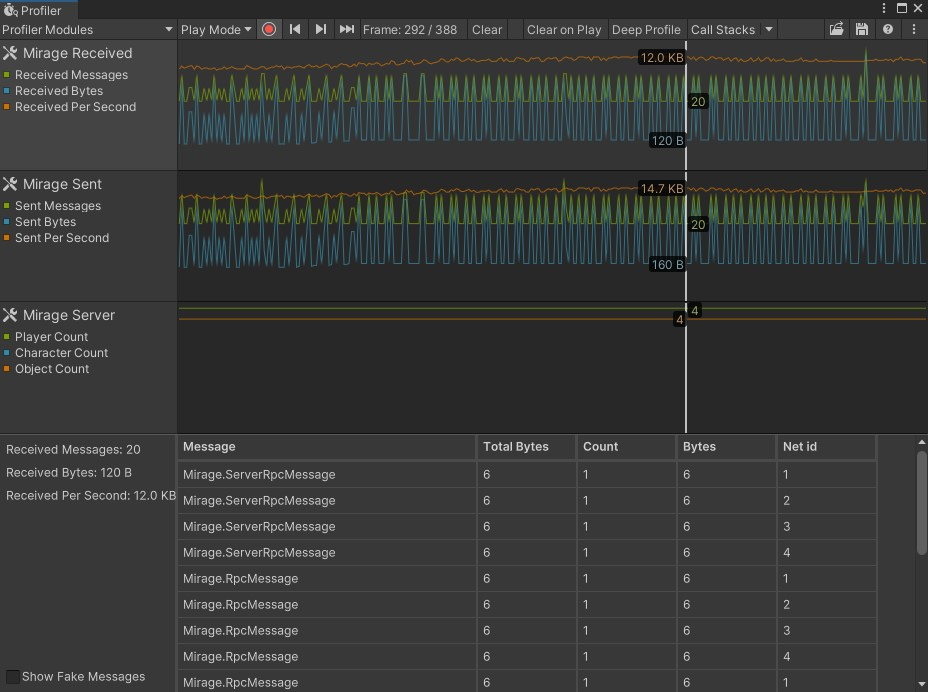 Profiler
Profiler Modules
Play Mode
Frame: 292 / 388
Clear
Clear on Play
Deep Profile
Call Stacks
Mirage Received
Received Messages
Received Bytes
Received Per Second
12.0 KB
20
120 B
Mirage Sent
Sent Messages
Sent Bytes
Sent Per Second
14.7 KB
20
160 B
Mirage Server
Player Count
Character Count
Object Count
4
4
Received Messages: 20
Received Bytes: 120 B
Received Per Second: 12.0 KB
Show Fake Messages
Message Total Bytes Count Bytes Net id
Mirage.ServerRpcMessage 6 1 6 1
Mirage.ServerRpcMessage 6 1 6 2
Mirage.ServerRpcMessage 6 1 6 3
Mirage.ServerRpcMessage 6 1 6 4
Mirage.RpcMessage 6 1 6 1
Mirage.RpcMessage 6 1 6 2
Mirage.RpcMessage 6 1 6 3
Mirage.RpcMessage 6 1 6 4
Mirage.RpcMessage 6 1 6 1